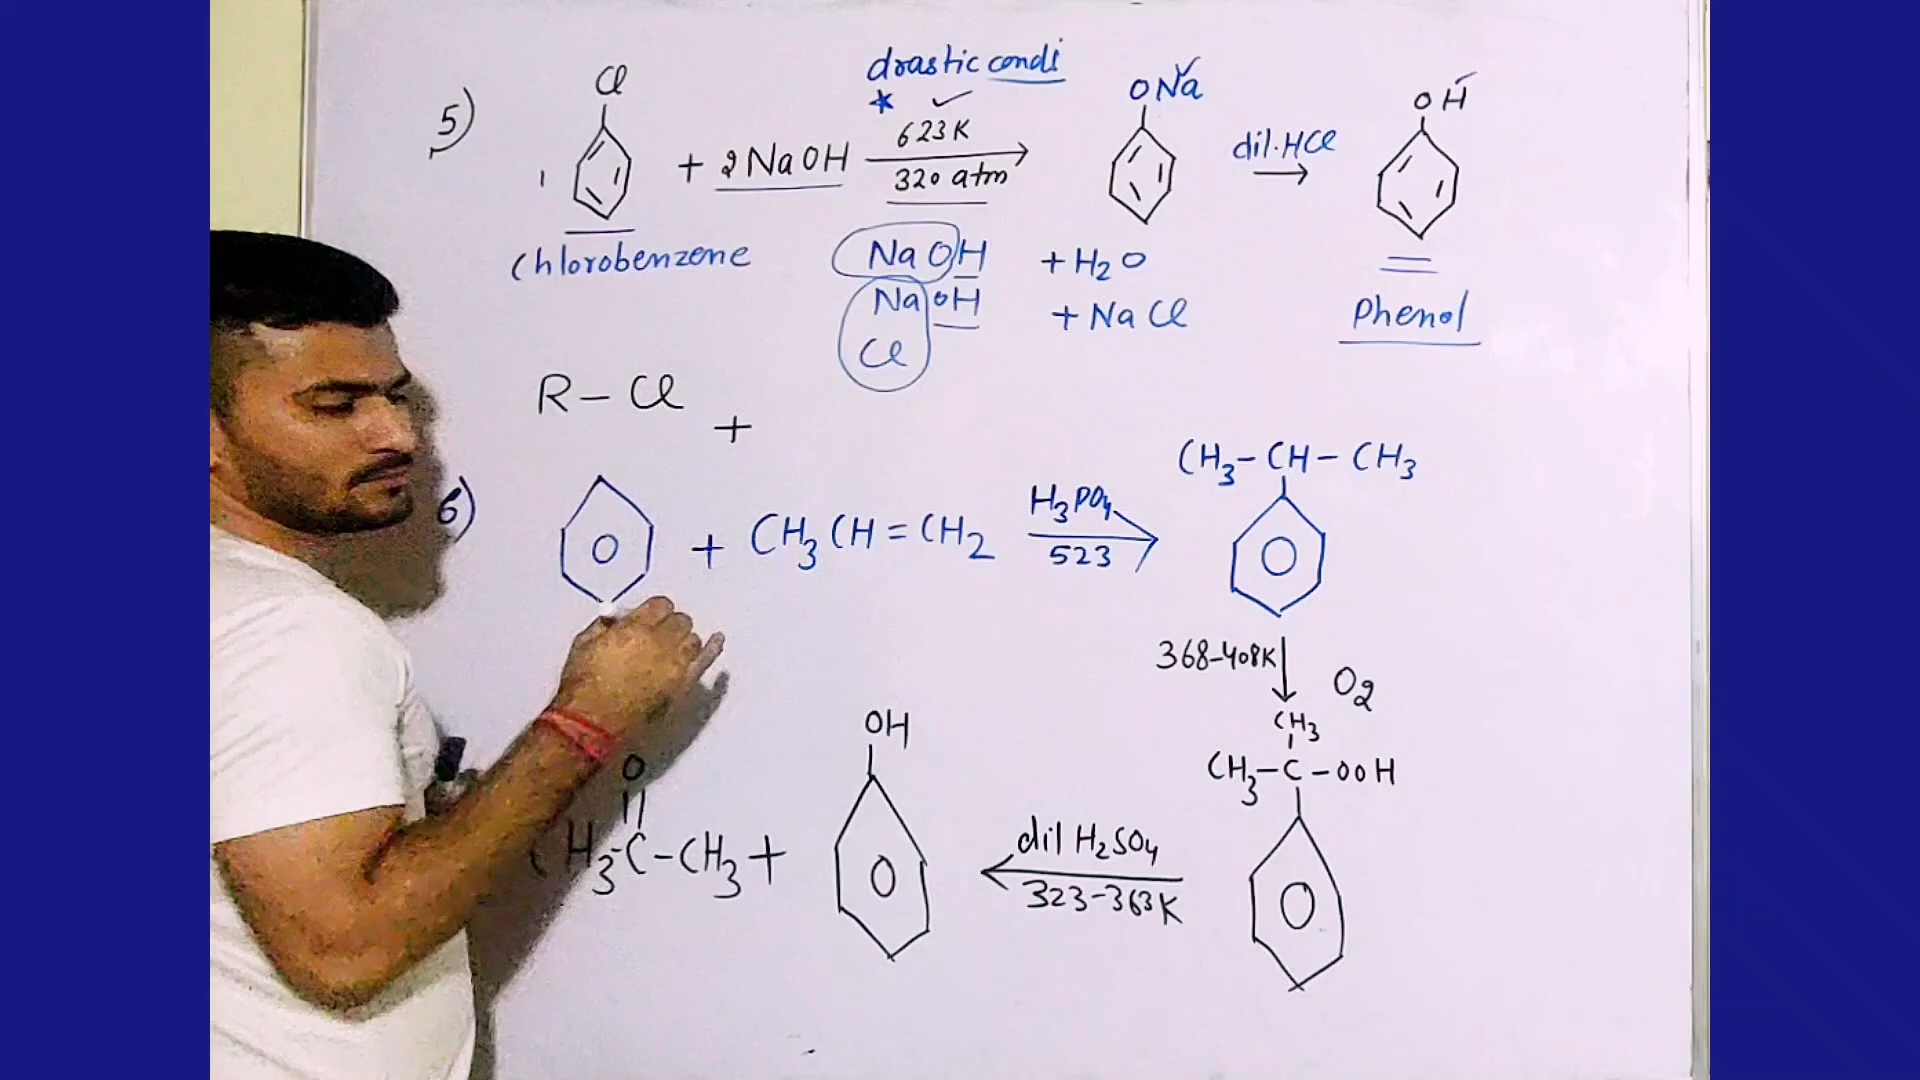 5)
Cl
+ 2NaOH
drastic condi
623K
320 atm
ONa
dil.HCl
OH
Chlorobenzene
NaOH
NaOH
Cl
+ H2O
+ NaCl
Phenol
R - Cl
+
6)
+ CH3CH=CH2
H3PO4
523
CH3-CH-CH3
368-408K
O2
CH3
CH3-C-OOH
dil H2SO4
323-363K
OH
O
CH3-C-CH3 +